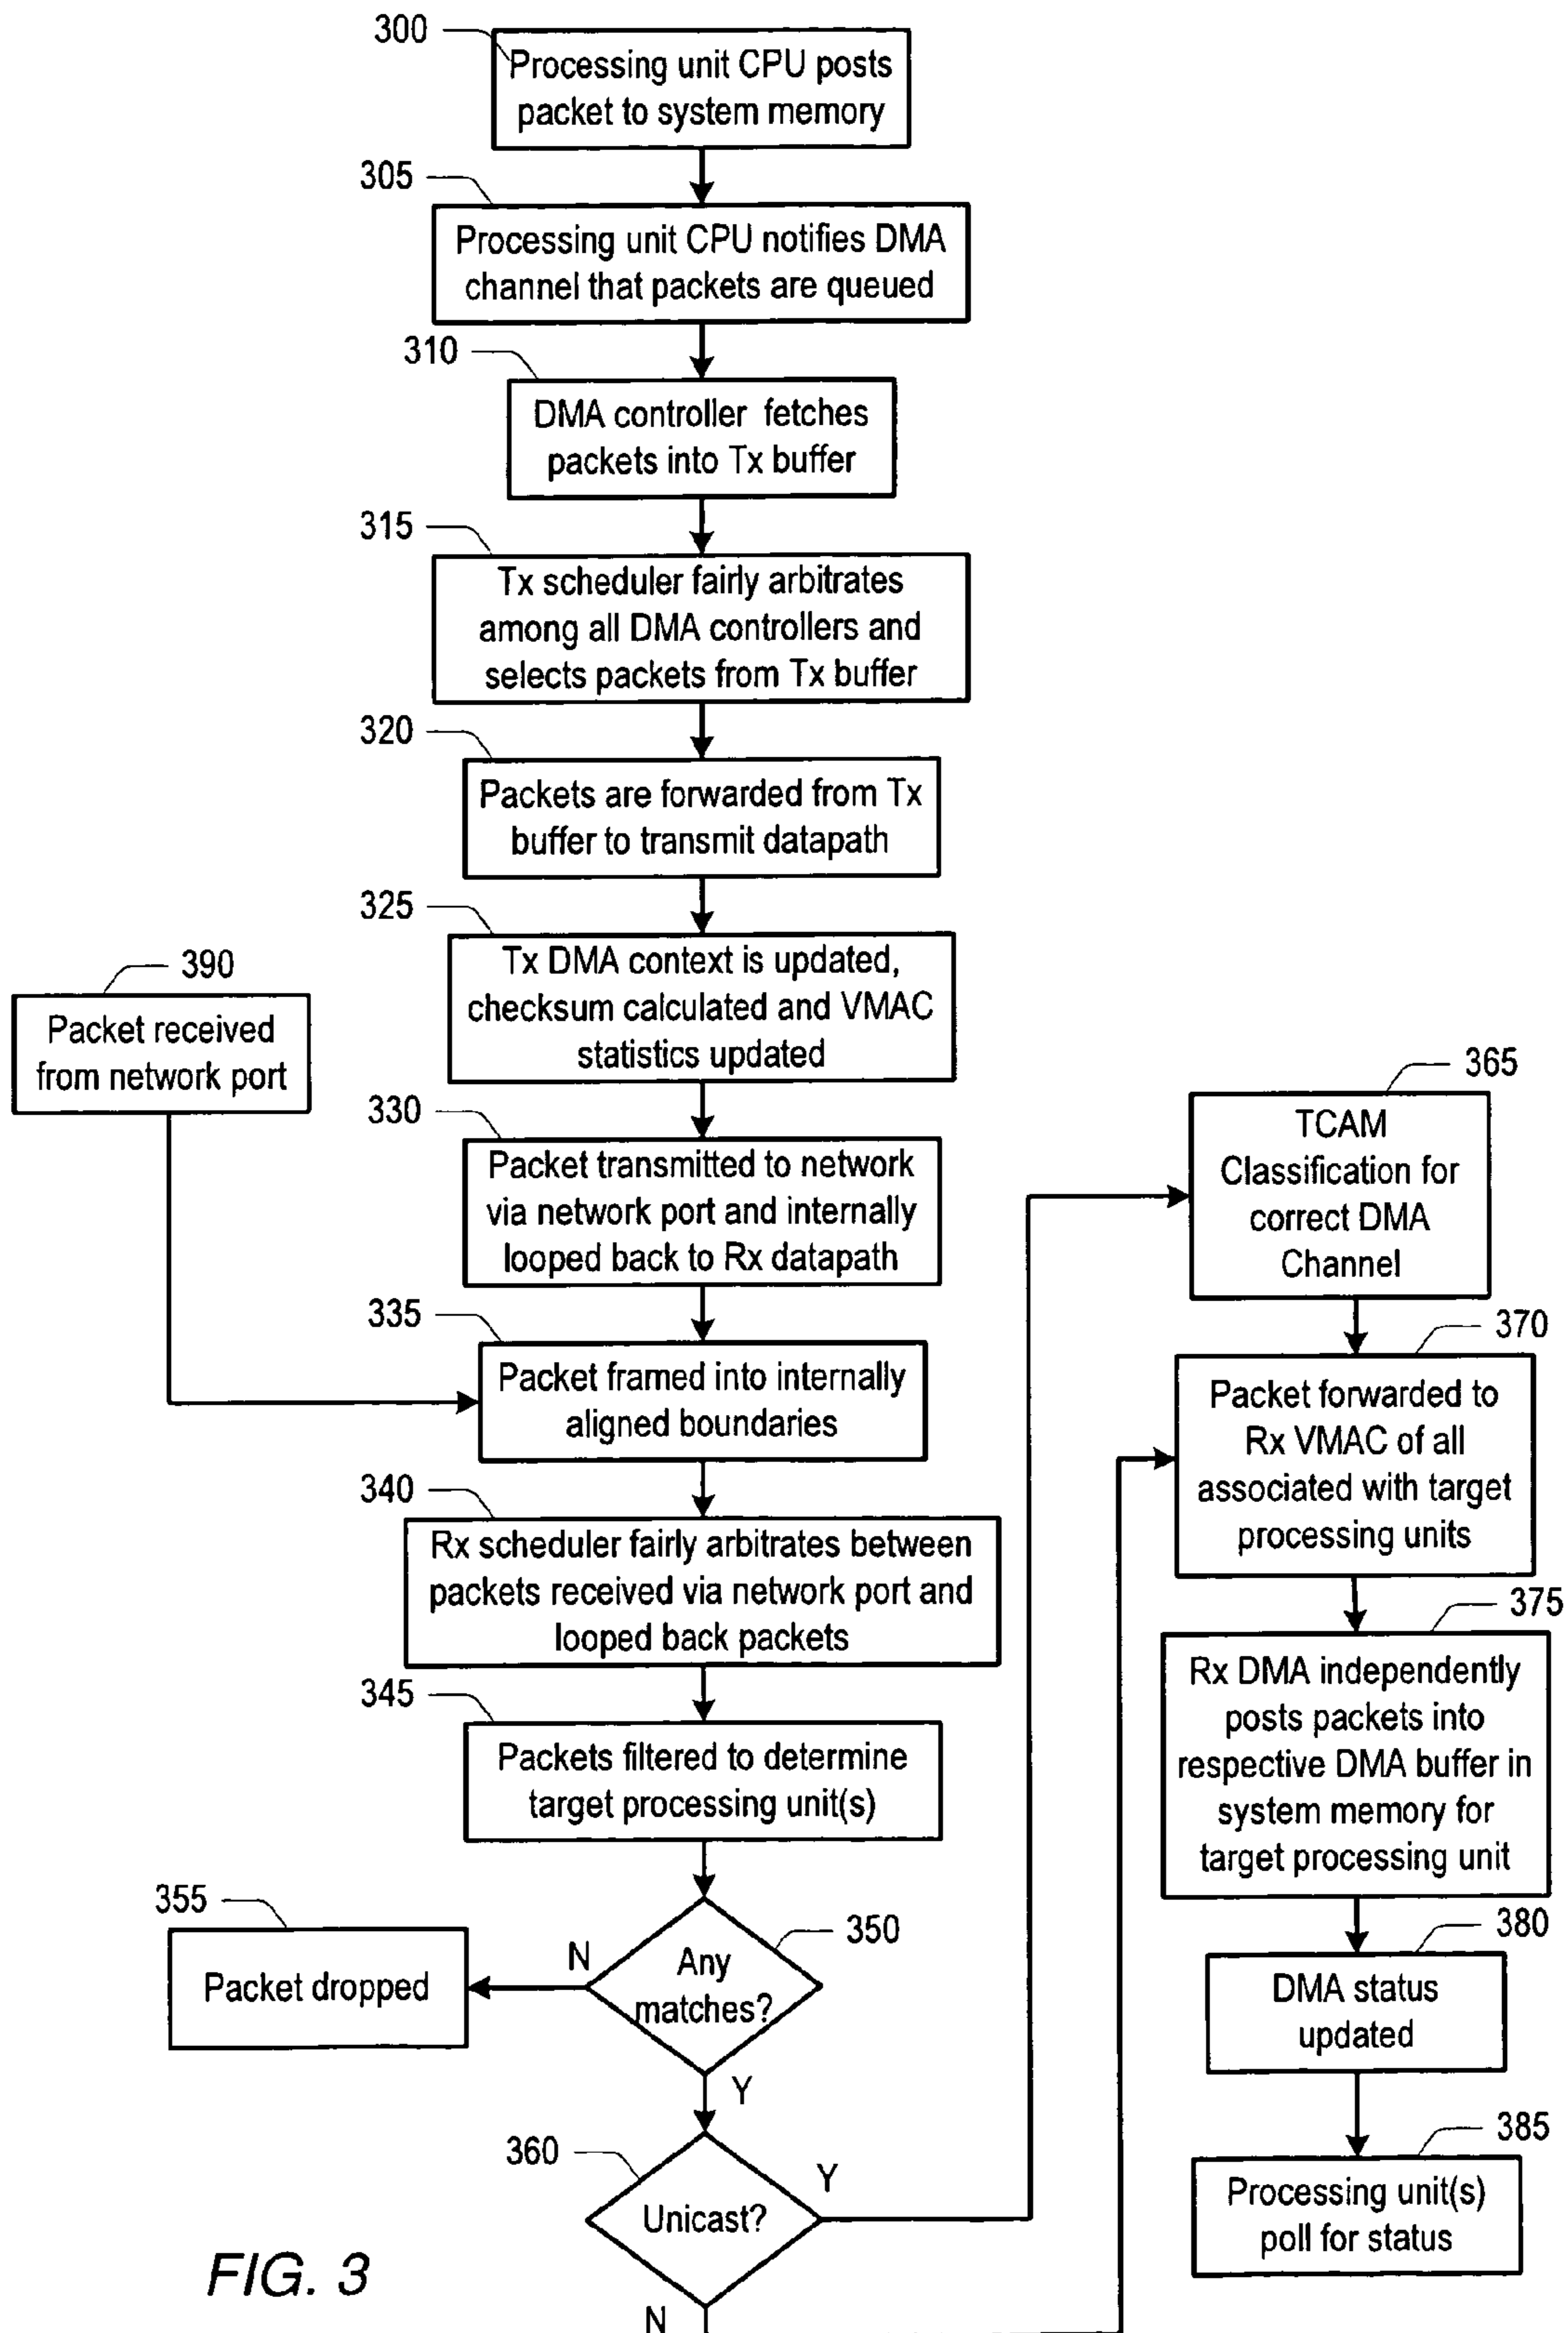 300
Processing unit CPU posts
packet to system memory
305
Processing unit CPU notifies DMA
channel that packets are queued
310
DMA controller fetches
packets into Tx buffer
315
Tx scheduler fairly arbitrates
among all DMA controllers and
selects packets from Tx buffer
320
Packets are forwarded from Tx
buffer to transmit datapath
325
Tx DMA context is updated,
checksum calculated and VMAC
statistics updated
390
Packet received
from network port
330
Packet transmitted to network
via network port and internally
looped back to Rx datapath
335
Packet framed into internally
aligned boundaries
340
Rx scheduler fairly arbitrates between
packets received via network port and
looped back packets
345
Packets filtered to determine
target processing unit(s)
350
Any
matches?
N
355
Packet dropped
Y
360
Unicast?
Y
N
365
TCAM
Classification for
correct DMA
Channel
370
Packet forwarded to
Rx VMAC of all
associated with target
processing units
375
Rx DMA independently
posts packets into
respective DMA buffer in
system memory for
target processing unit
380
DMA status
updated
385
Processing unit(s)
poll for status
FIG. 3